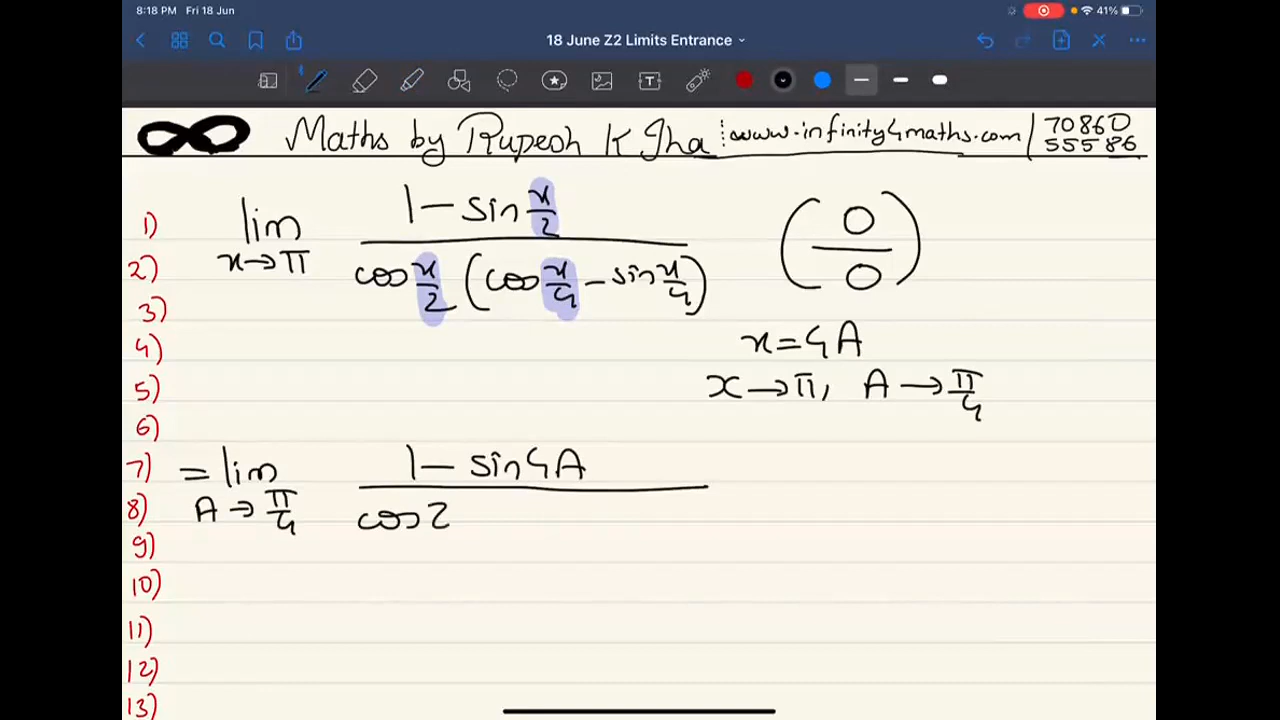 8:18 PM Fri 18 Jun 41%
18 June Z2 Limits Entrance
Maths by Rupesh K Jha www.infinity4maths.com 70860 55586
1) lim x→π (1 - sin x/2) / (cos x/2 (cos x/4 - sin x/4)) (0/0)
2)
3)
4) x = 4A
5) x → π, A → π/4
6)
7) = lim A → π/4 (1 - sin 4A) / (cos 2
8)
9)
10)
11)
12)
13)